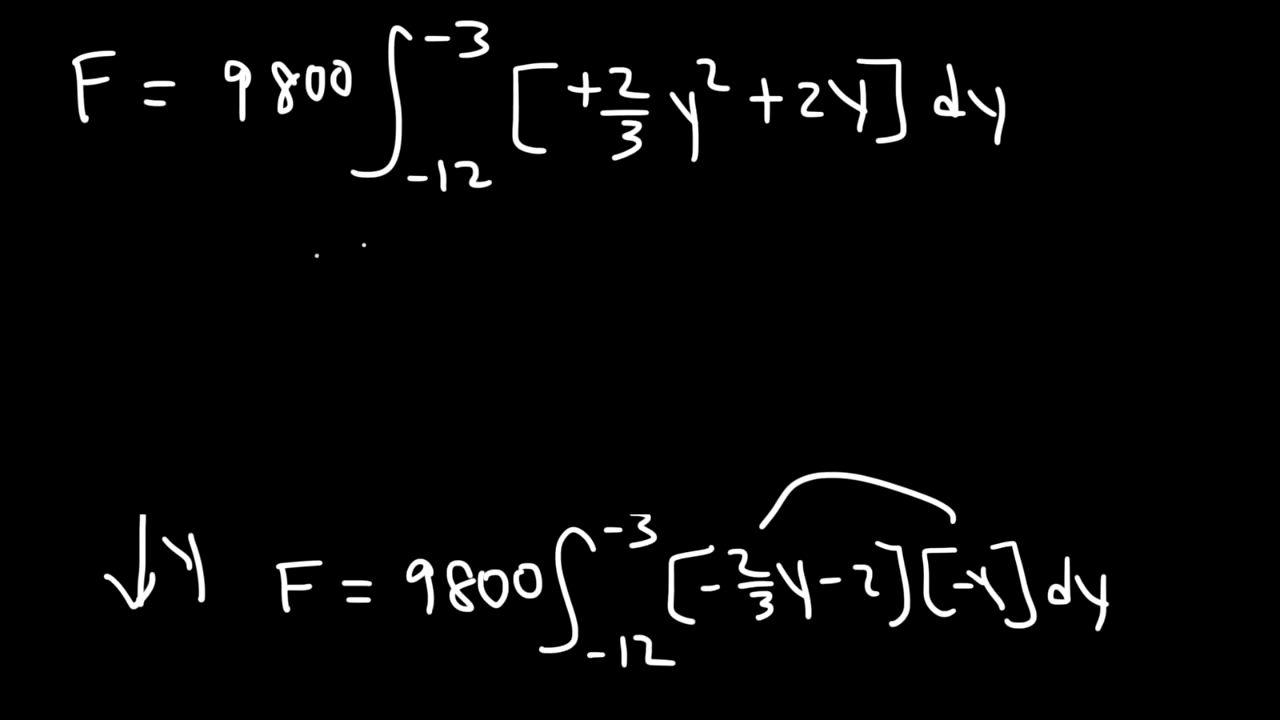 F = 9800 ∫_{-12}^{-3} [+2/3 y² + 2y] dy
↓y F = 9800 ∫_{-12}^{-3} [-2/3 y - 2][-y] dy